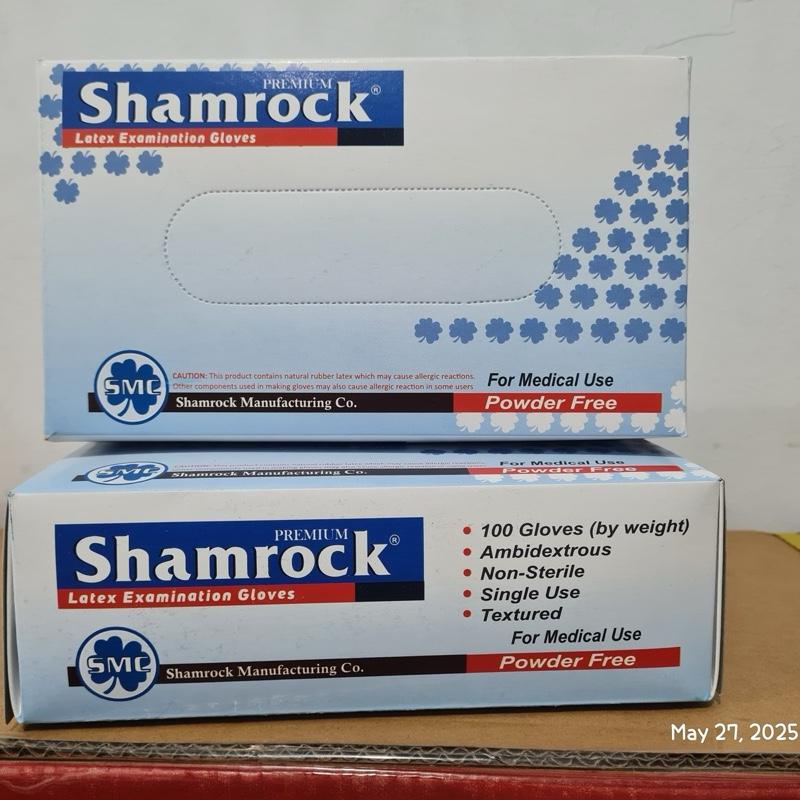 PREMIUM
Shamrock®
Latex Examination Gloves
CAUTION: This product contains natural rubber latex which may cause allergic reactions.
Other components used in making gloves may also cause allergic reaction in some users
For Medical Use
SMC
Shamrock Manufacturing Co.
Powder Free
For Medical Use
SMC
Shamrock Manufacturing Co.
Powder Free
PREMIUM
Shamrock®
Latex Examination Gloves
• 100 Gloves (by weight)
• Ambidextrous
• Non-Sterile
• Single Use
• Textured
For Medical Use
SMC
Shamrock Manufacturing Co.
Powder Free
May 27, 2025